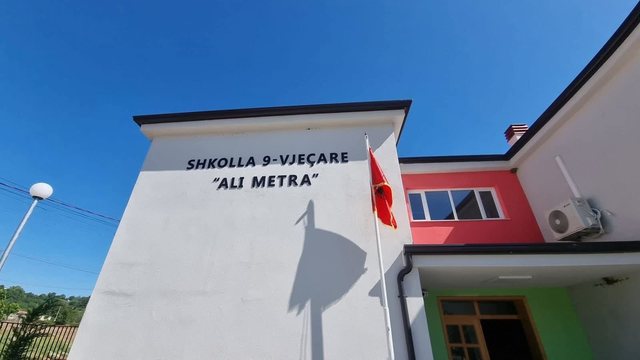 SHKOLLA 9-VJEÇARE
"ALI METRA"